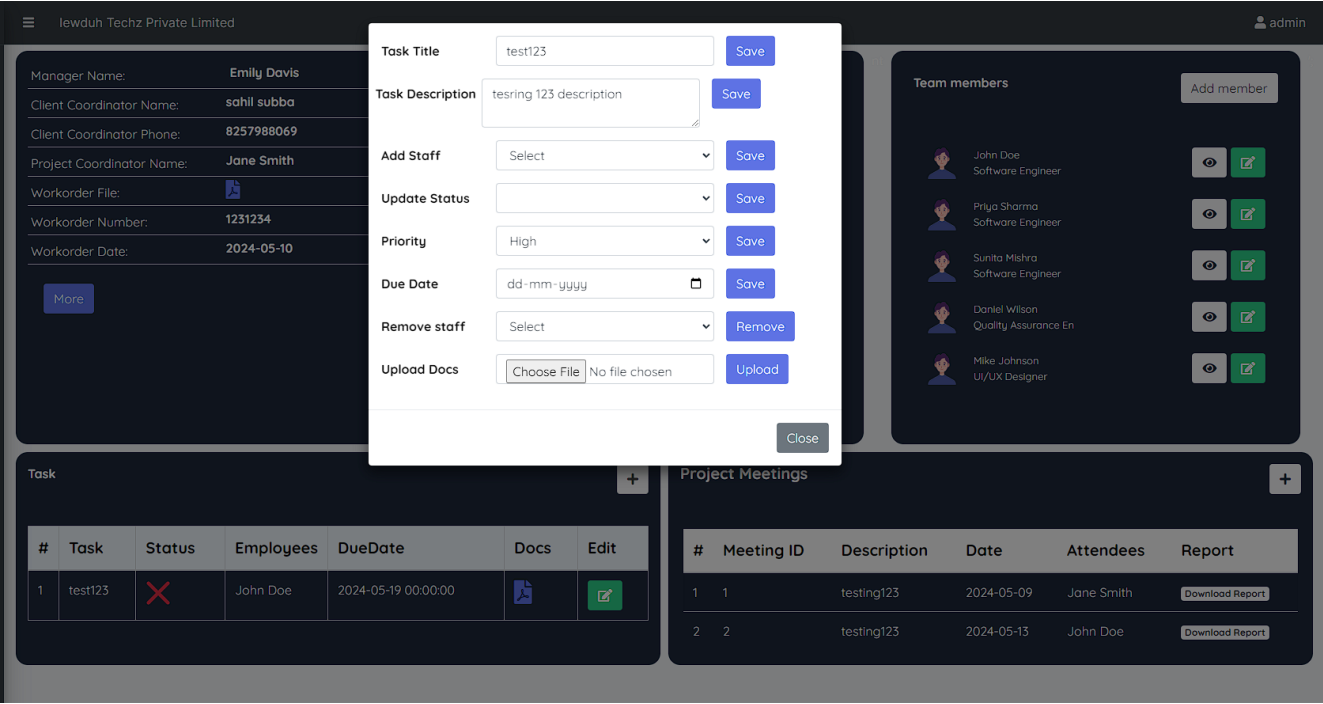 Iewduh Techz Private Limited
admin
Task Title test123 Save
Task Description tesring 123 description Save
Add Staff Select Save
Update Status Save
Priority High Save
Due Date dd-mm-yyyy Save
Remove staff Select Remove
Upload Docs Choose File No file chosen Upload
Close
Manager Name: Emily Davis
Client Coordinator Name: sahil subba
Client Coordinator Phone: 8257988069
Project Coordinator Name: Jane Smith
Workorder File:
Workorder Number: 1231234
Workorder Date: 2024-05-10
More
Team members Add member
John Doe
Software Engineer
Priya Sharma
Software Engineer
Sunita Mishra
Software Engineer
Daniel Wilson
Quality Assurance En
Mike Johnson
UI/UX Designer
Task +
# Task Status Employees DueDate Docs Edit
1 test123 John Doe 2024-05-19 00:00:00
Project Meetings +
# Meeting ID Description Date Attendees Report
1 1 testing123 2024-05-09 Jane Smith Download Report
2 2 testing123 2024-05-13 John Doe Download Report